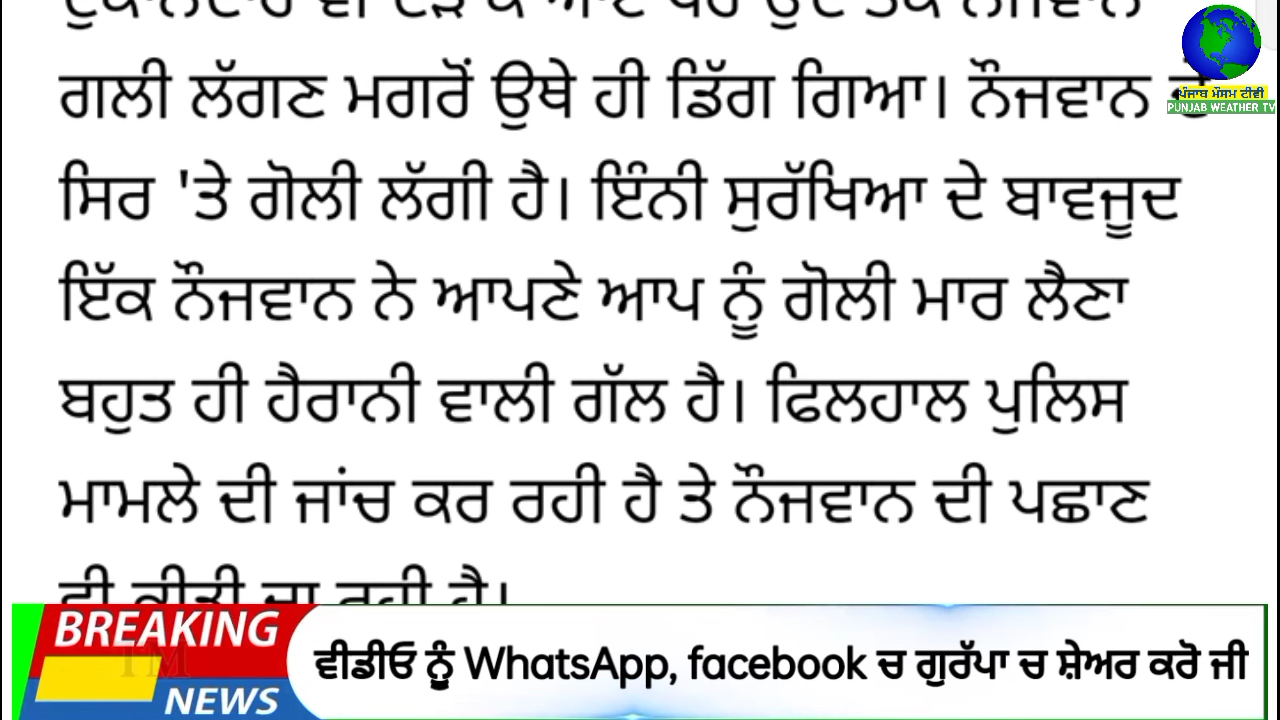 ਗਲੀ ਲੱਗਣ ਮਗਰੋਂ ਉਥੇ ਹੀ ਡਿੱਗ ਗਿਆ। ਨੌਜਵਾਨ ਦੇ
ਸਿਰ 'ਤੇ ਗੋਲੀ ਲੱਗੀ ਹੈ। ਇੰਨੀ ਸੁਰੱਖਿਆ ਦੇ ਬਾਵਜੂਦ
ਇੱਕ ਨੌਜਵਾਨ ਨੇ ਆਪਣੇ ਆਪ ਨੂੰ ਗੋਲੀ ਮਾਰ ਲੈਣਾ
ਬਹੁਤ ਹੀ ਹੈਰਾਨੀ ਵਾਲੀ ਗੱਲ ਹੈ। ਫਿਲਹਾਲ ਪੁਲਿਸ
ਮਾਮਲੇ ਦੀ ਜਾਂਚ ਕਰ ਰਹੀ ਹੈ ਤੇ ਨੌਜਵਾਨ ਦੀ ਪਛਾਣ
ਵੀ ਕੀਤੀ ਜਾ ਰਹੀ ਹੈ।
ਪੰਜਾਬ ਮੌਸਮ ਟੀਵੀ
PUNJAB WEATHER TV
BREAKING
NEWS
ਵੀਡੀਓ ਨੂੰ WhatsApp, facebook ਚ ਗੁਰੱਪਾ ਚ ਸ਼ੇਅਰ ਕਰੋ ਜੀ